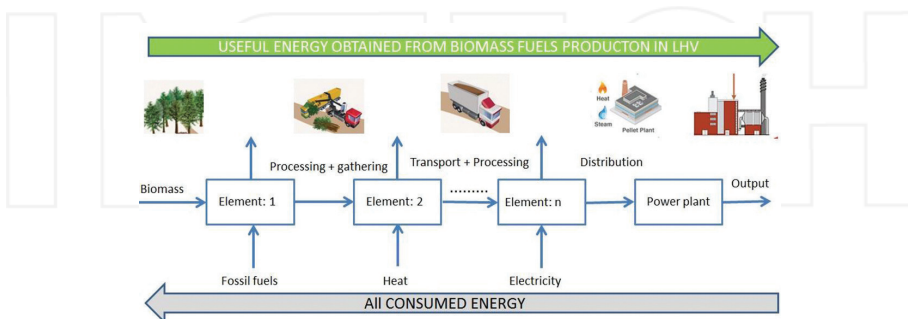 INTECH
USEFUL ENERGY OBTAINED FROM BIOMASS FUELS PRODUCTON IN LHV
Heat
Steam
Pellet Plant
Processing + gathering
Transport + Processing
Distribution
Biomass
.........
Output
Element: 1
Element: 2
Element: n
Power plant
Fossil fuels
Heat
Electricity
All CONSUMED ENERGY